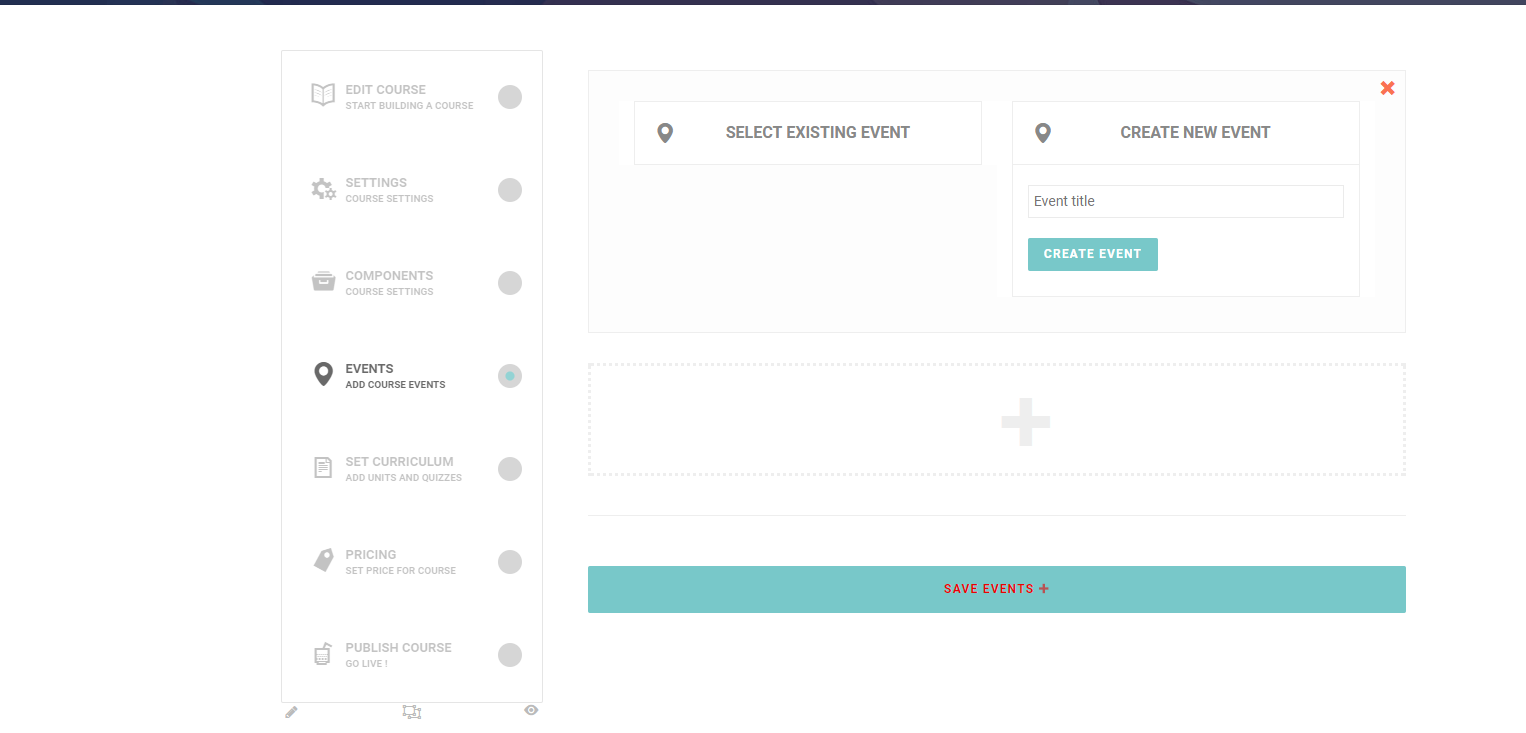 EDIT COURSE
START BUILDING A COURSE
SETTINGS
COURSE SETTINGS
COMPONENTS
COURSE SETTINGS
EVENTS
ADD COURSE EVENTS
SET CURRICULUM
ADD UNITS AND QUIZZES
PRICING
SET PRICE FOR COURSE
PUBLISH COURSE
GO LIVE !
SELECT EXISTING EVENT
CREATE NEW EVENT
Event title
CREATE EVENT
SAVE EVENTS